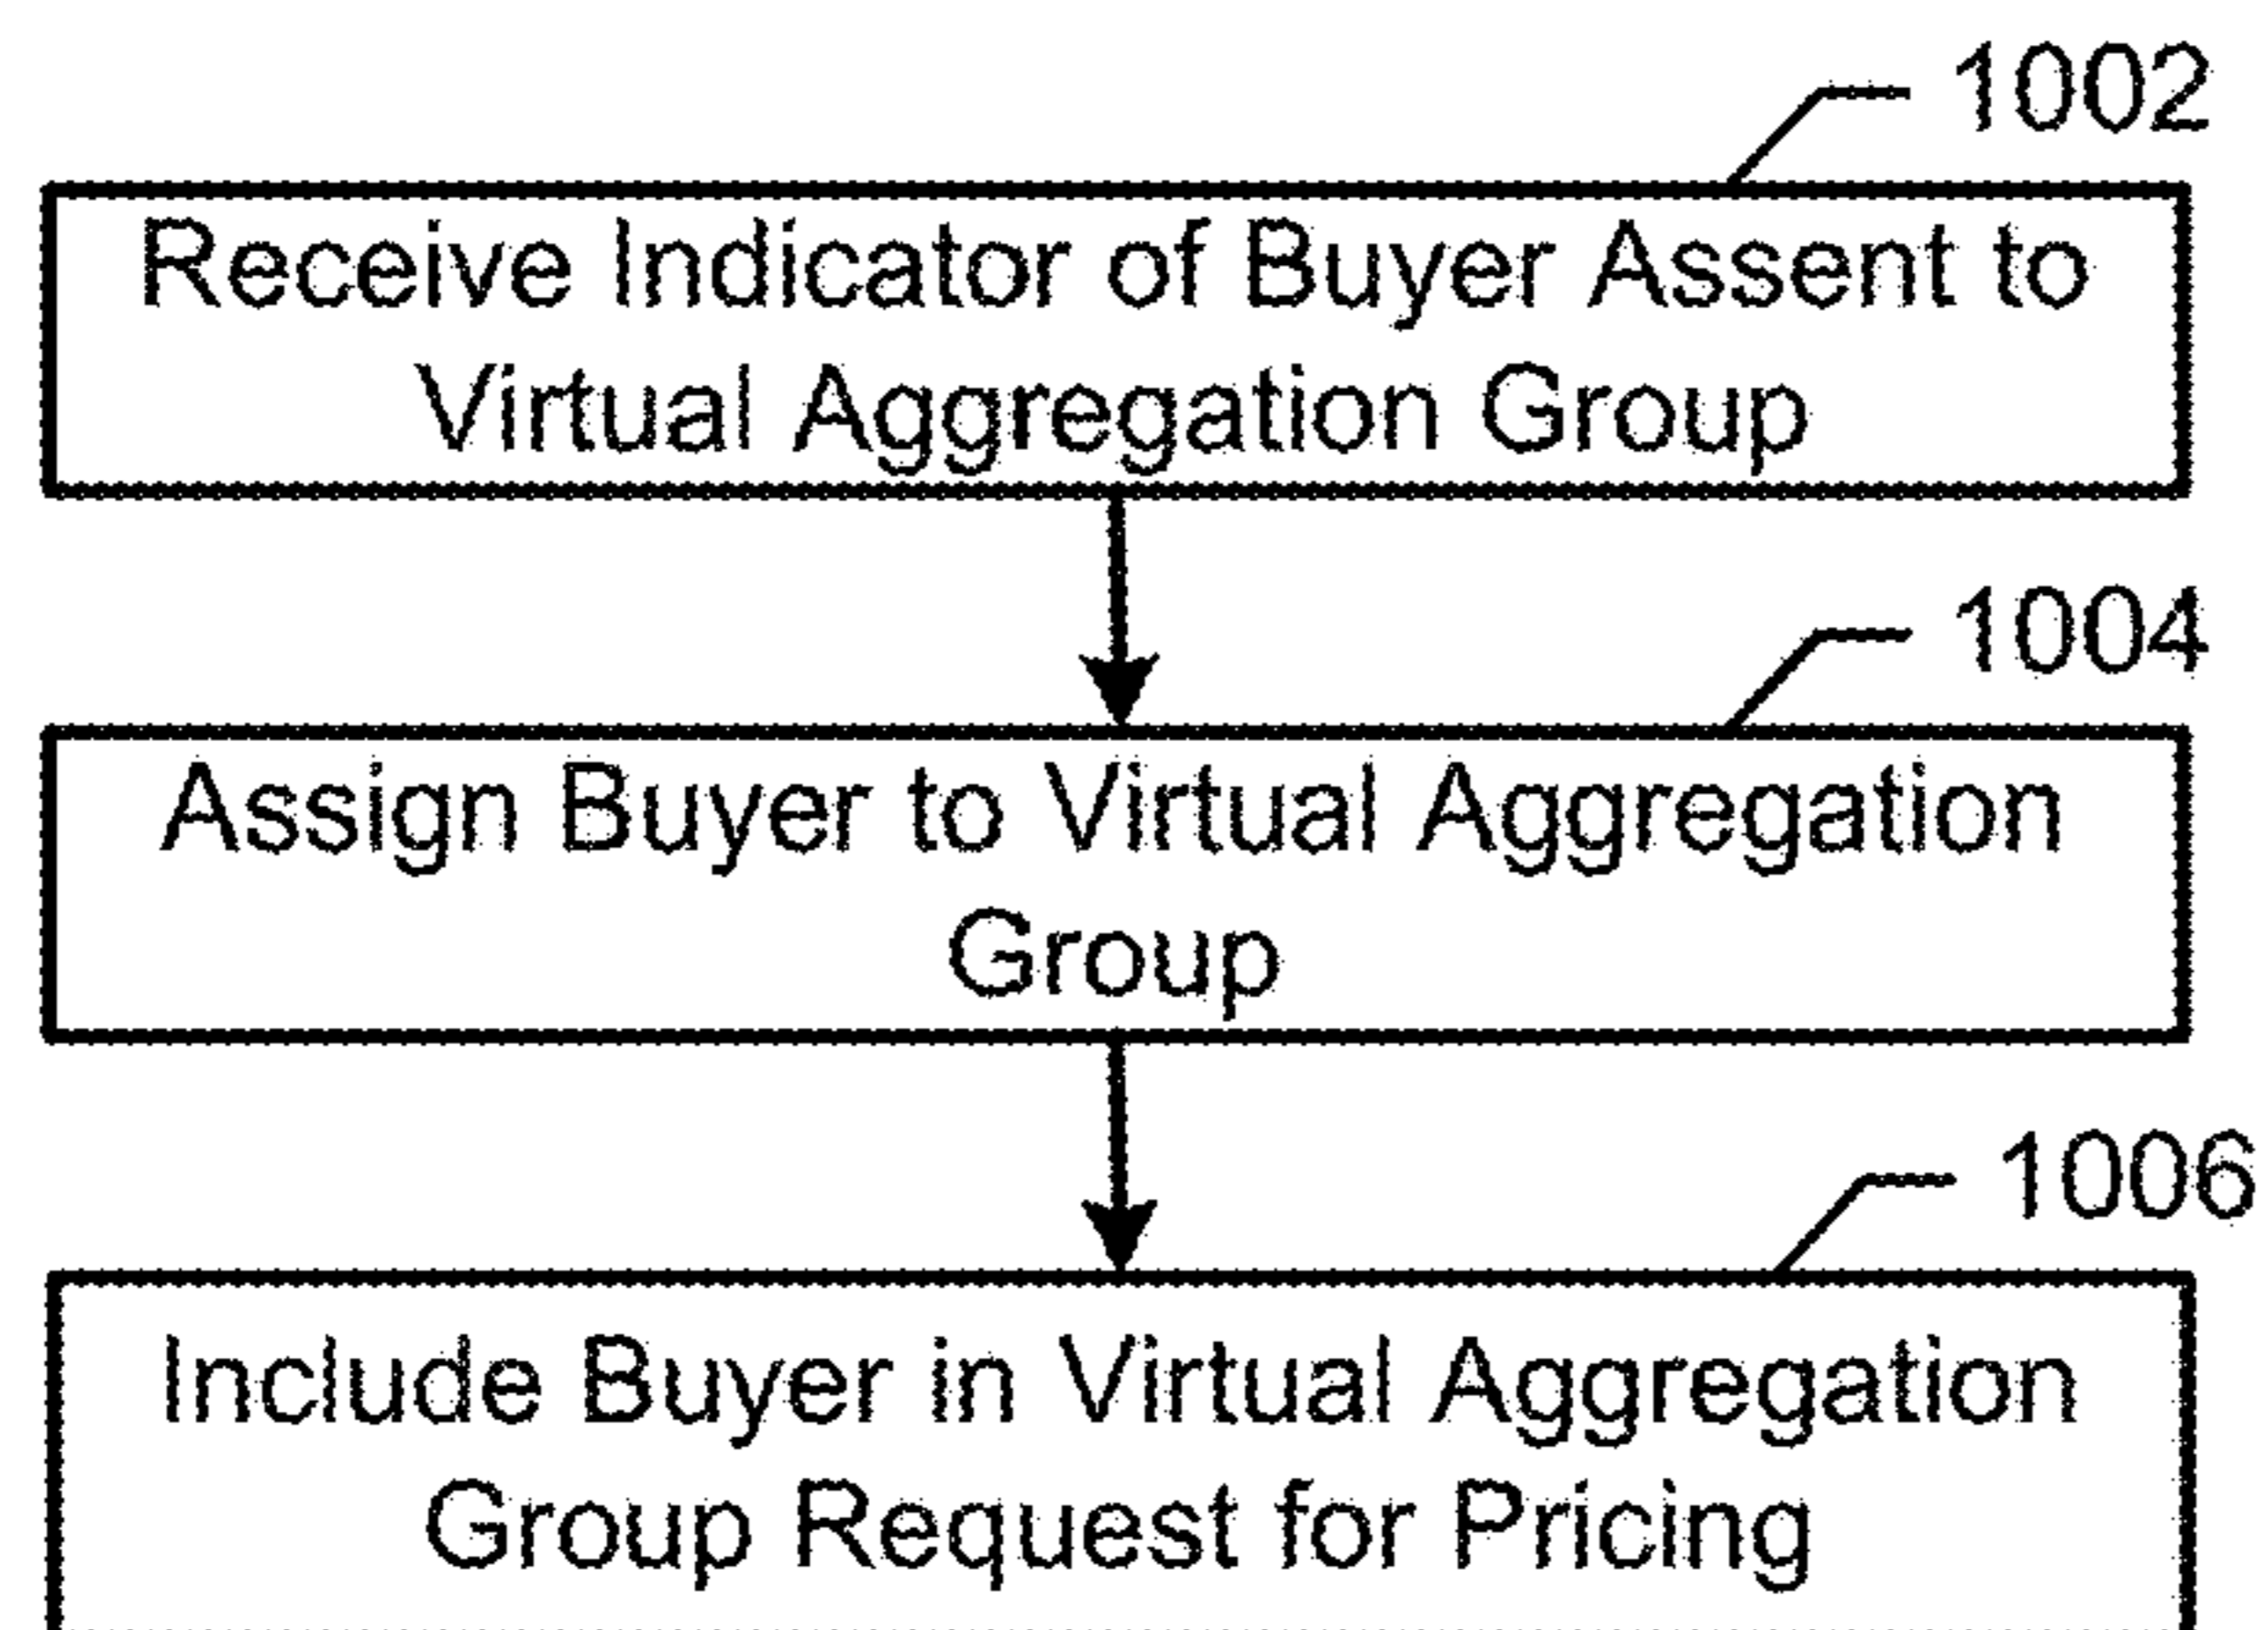 1002
Receive Indicator of Buyer Assent to
Virtual Aggregation Group
1004
Assign Buyer to Virtual Aggregation
Group
1006
Include Buyer in Virtual Aggregation
Group Request for Pricing